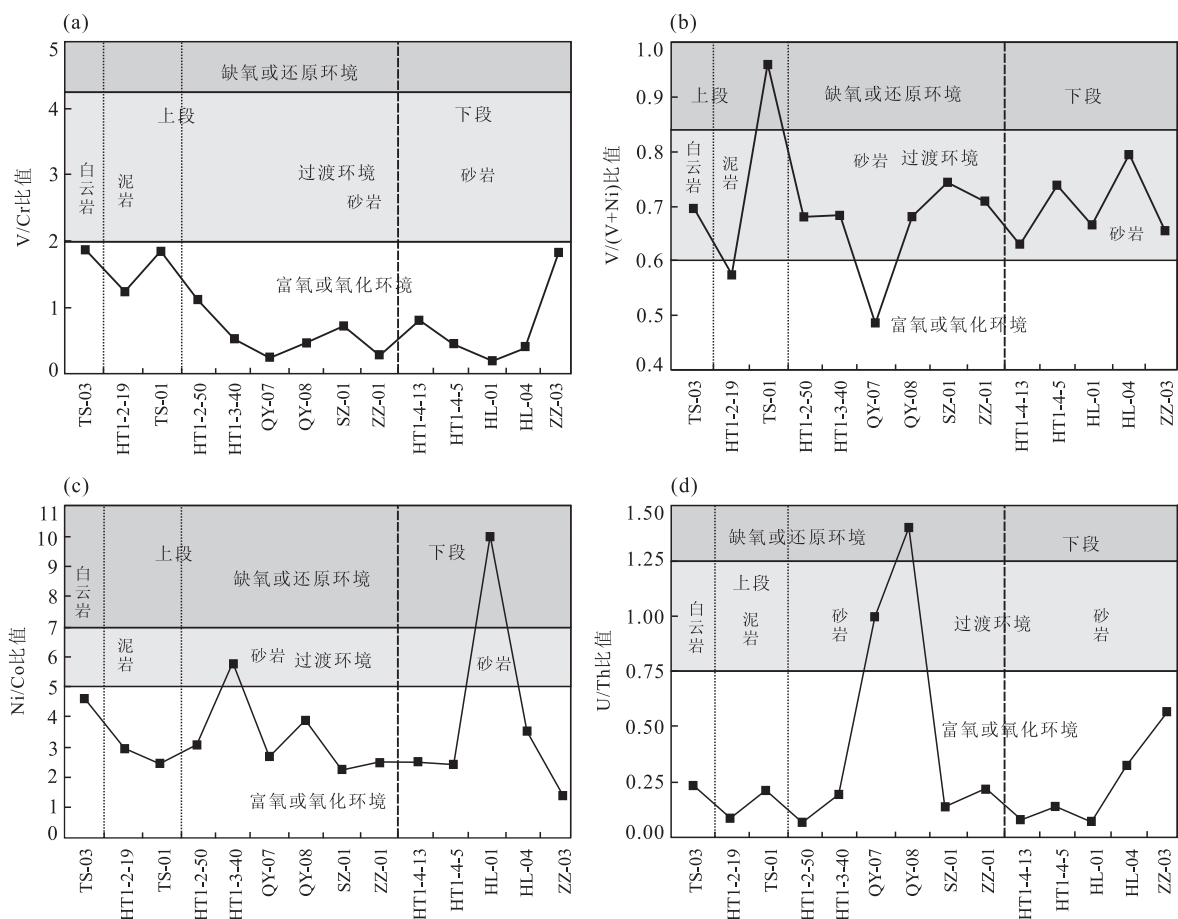 (a)
V/Cr比值
5
4
3
2
1
0
缺氧或还原环境
上段
下段
白云岩
泥岩
过渡环境
砂岩
砂岩
富氧或氧化环境
TS-03
HT1-2-19
TS-01
HT1-2-50
HT1-3-40
QY-07
QY-08
SZ-01
ZZ-01
HT1-4-13
HT1-4-5
HL-01
HL-04
ZZ-03
(b)
V/(V+Ni)比值
1.0
0.9
0.8
0.7
0.6
0.5
0.4
上段
缺氧或还原环境
下段
白云岩
泥岩
砂岩
过渡环境
砂岩
富氧或氧化环境
TS-03
HT1-2-19
TS-01
HT1-2-50
HT1-3-40
QY-07
QY-08
SZ-01
ZZ-01
HT1-4-13
HT1-4-5
HL-01
HL-04
ZZ-03
(c)
Ni/Co比值
11
10
9
8
7
6
5
4
3
2
1
0
上段
下段
白云岩
缺氧或还原环境
泥岩
砂岩
过渡环境
砂岩
富氧或氧化环境
TS-03
HT1-2-19
TS-01
HT1-2-50
HT1-3-40
QY-07
QY-08
SZ-01
ZZ-01
HT1-4-13
HT1-4-5
HL-01
HL-04
ZZ-03
(d)
U/Th比值
1.50
1.25
1.00
0.75
0.50
0.25
0.00
缺氧或还原环境
下段
上段
白云岩
泥岩
砂岩
过渡环境
砂岩
富氧或氧化环境
TS-03
HT1-2-19
TS-01
HT1-2-50
HT1-3-40
QY-07
QY-08
SZ-01
ZZ-01
HT1-4-13
HT1-4-5
HL-01
HL-04
ZZ-03